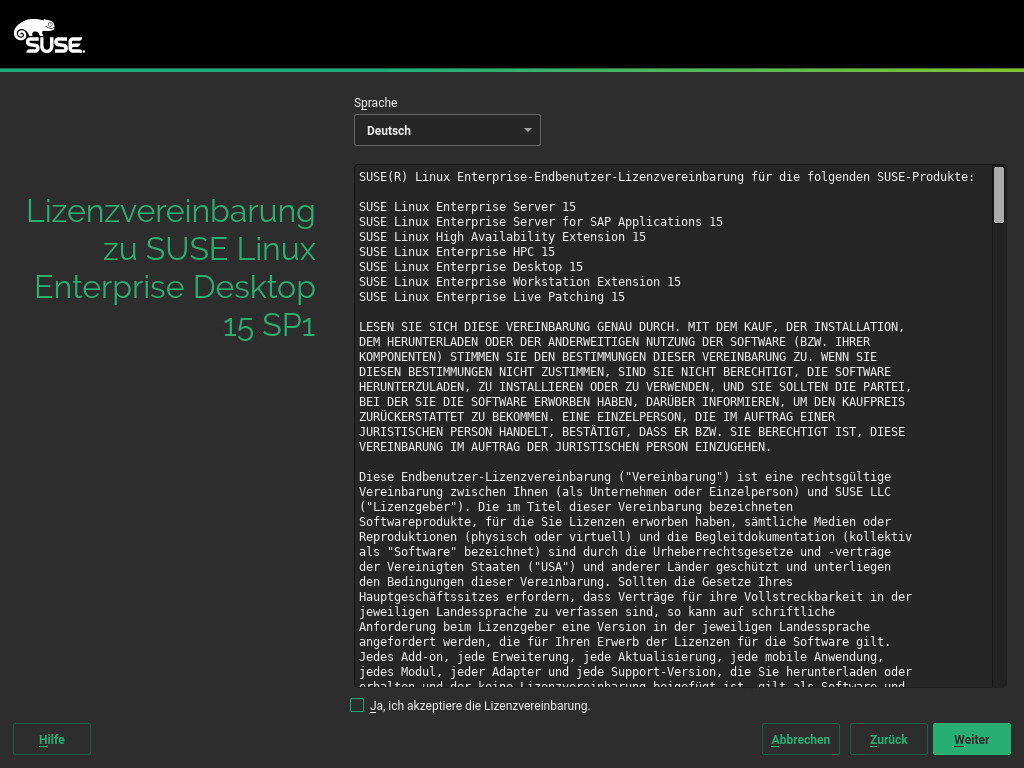 SUSE.
Sprache
Deutsch
Lizenzvereinbarung
zu SUSE Linux
Enterprise Desktop
15 SP1
SUSE(R) Linux Enterprise-Endbenutzer-Lizenzvereinbarung für die folgenden SUSE-Produkte:
SUSE Linux Enterprise Server 15
SUSE Linux Enterprise Server for SAP Applications 15
SUSE Linux High Availability Extension 15
SUSE Linux Enterprise HPC 15
SUSE Linux Enterprise Desktop 15
SUSE Linux Enterprise Workstation Extension 15
SUSE Linux Enterprise Live Patching 15
LESEN SIE SICH DIESE VEREINBARUNG GENAU DURCH. MIT DEM KAUF, DER INSTALLATION,
DEM HERUNTERLADEN ODER DER ANDERWEITIGEN NUTZUNG DER SOFTWARE (BZW. IHRER
KOMPONENTEN) STIMMEN SIE DEN BESTIMMUNGEN DIESER VEREINBARUNG ZU. WENN SIE
DIESEN BESTIMMUNGEN NICHT ZUSTIMMEN, SIND SIE NICHT BERECHTIGT, DIE SOFTWARE
HERUNTERZULADEN, ZU INSTALLIEREN ODER ZU VERWENDEN, UND SIE SOLLTEN DIE PARTEI,
BEI DER SIE DIE SOFTWARE ERWORBEN HABEN, DARÜBER INFORMIEREN, UM DEN KAUFPREIS
ZURÜCKERSTATTET ZU BEKOMMEN. EINE EINZELPERSON, DIE IM AUFTRAG EINER
JURISTISCHEN PERSON HANDELT, BESTÄTIGT, DASS ER BZW. SIE BERECHTIGT IST, DIESE
VEREINBARUNG IM AUFTRAG DER JURISTISCHEN PERSON EINZUGEHEN.
Diese Endbenutzer-Lizenzvereinbarung ("Vereinbarung") ist eine rechtsgültige
Vereinbarung zwischen Ihnen (als Unternehmen oder Einzelperson) und SUSE LLC
("Lizenzgeber"). Die im Titel dieser Vereinbarung bezeichneten
Softwareprodukte, für die Sie Lizenzen erworben haben, sämtliche Medien oder
Reproduktionen (physisch oder virtuell) und die Begleitdokumentation (kollektiv
als "Software" bezeichnet) sind durch die Urheberrechtsgesetze und -verträge
der Vereinigten Staaten ("USA") und anderer Länder geschützt und unterliegen
den Bedingungen dieser Vereinbarung. Sollten die Gesetze Ihres
Hauptgeschäftssitzes erfordern, dass Verträge für ihre Vollstreckbarkeit in der
jeweiligen Landessprache zu verfassen sind, so kann auf schriftliche
Anforderung beim Lizenzgeber eine Version in der jeweiligen Landessprache
angefordert werden, die für Ihren Erwerb der Lizenzen für die Software gilt.
Jedes Add-on, jede Erweiterung, jede Aktualisierung, jede mobile Anwendung,
jedes Modul, jeder Adapter und jede Support-Version, die Sie herunterladen oder
erhalten und der keine Lizenzvereinbarung beigefügt ist, gilt als Software und
Ja, ich akzeptiere die Lizenzvereinbarung.
Hilfe
Abbrechen
Zurück
Weiter